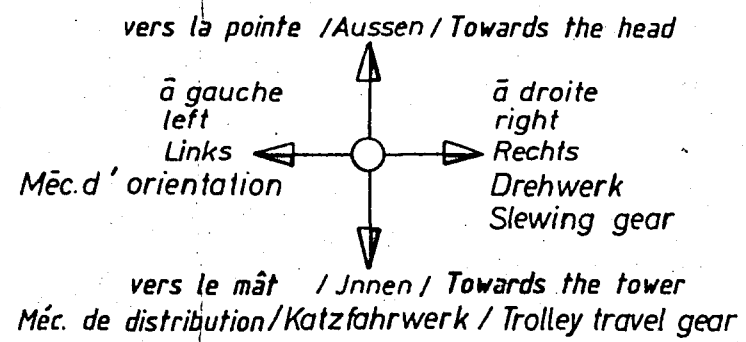 vers la pointe /Aussen / Towards the head
ā gauche
left
Links
Mēc. d' orientation
ā droite
right
Rechts
Drehwerk
Slewing gear
vers le mât / Jnnen / Towards the tower
Méc. de distribution / Katzfahrwerk / Trolley travel gear